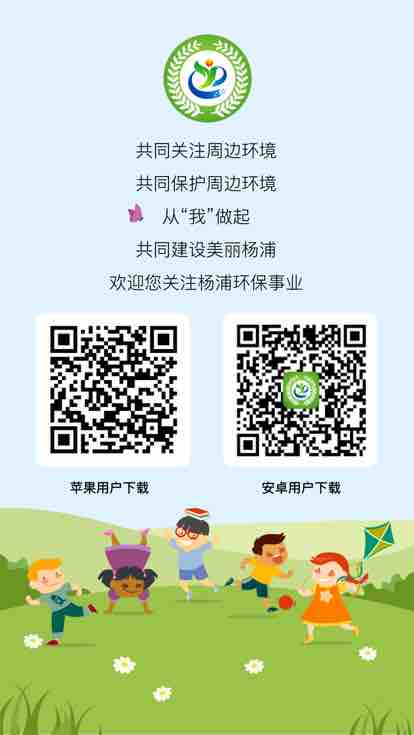 共同关注周边环境
共同保护周边环境
从“我”做起
共同建设美丽杨浦
欢迎您关注杨浦环保事业
苹果用户下载
安卓用户下载